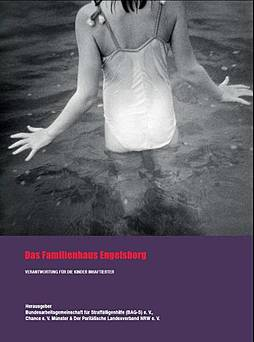 Das Familienhaus Engelsborg
VERANTWORTUNG FÜR DIE KINDER INHAFTIERTER
Herausgeber
Bundesarbeitsgemeinschaft für Straffälligenhilfe (BAG-S) e. V.,
Chance e. V. Münster & Der Paritätische Landesverband NRW e. V.